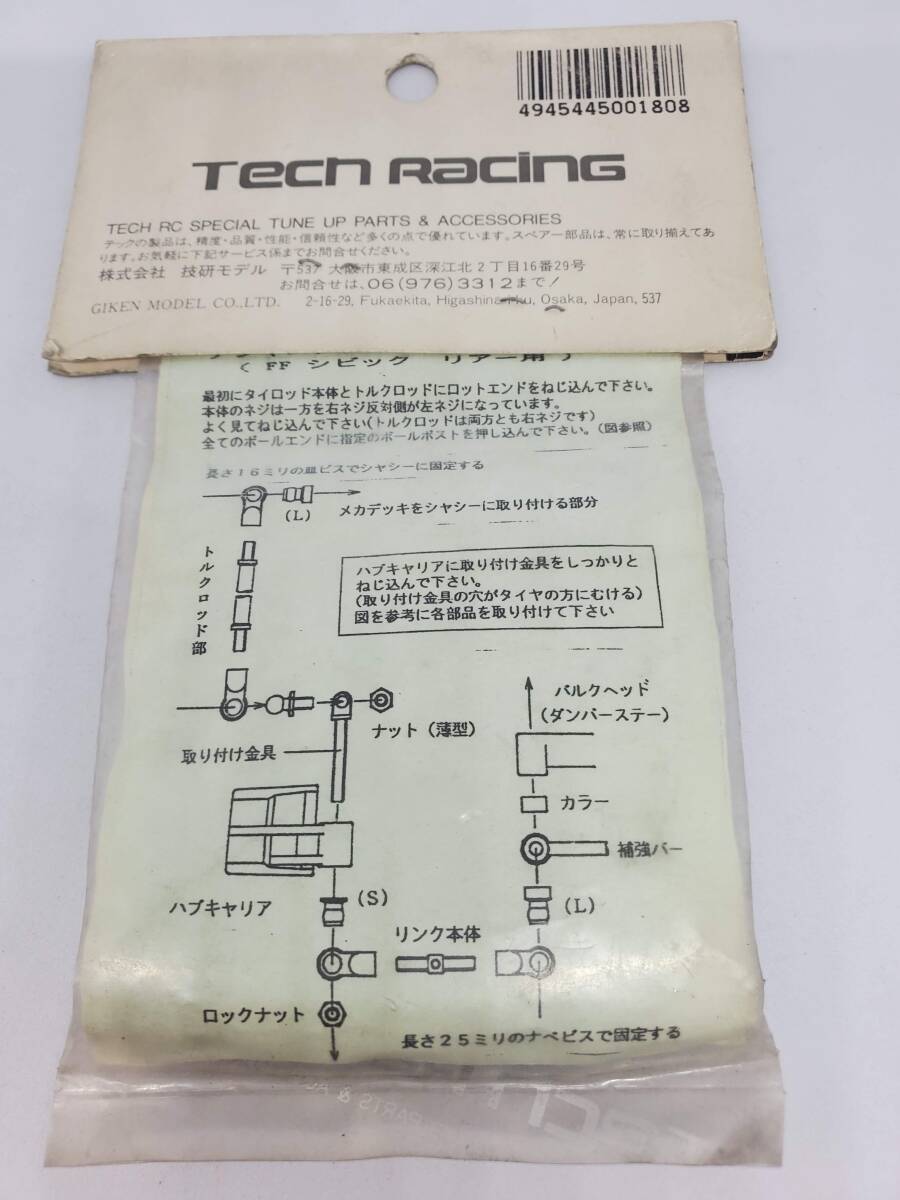 4945445001808
Tech Racing
TECH RC SPECIAL TUNE UP PARTS & ACCESSORIES
テックの製品は、精度・品質・性能・信頼性など多くの点で優れています。スペアー部品は、常に取り揃えてあ
ります。お気軽に下記サービス係までお問合せください。
株式会社 技研モデル 〒537 大阪市東成区深江北2丁目16番29号
お問合せは、06(976)3312まで!
GIKEN MODEL CO.,LTD. 2-16-29, Fukaekita, Higashinariku, Osaka, Japan, 537
( FF シビック リアー用 )
最初にタイロッド本体とトルクロッドにロットエンドをねじ込んで下さい。
本体のネジは一方を右ネジ反対側が左ネジになっています。
よく見てねじ込んで下さい(トルクロッドは両方とも右ネジです)
全てのボールエンドに指定のボールポストを押し込んで下さい。(図参照)
長さ16ミリの皿ビスでシャシーに固定する
(L)
メカデッキをシャシーに取り付ける部分
トルクロッド部
ハブキャリアに取り付け金具をしっかりと
ねじ込んで下さい。
(取り付け金具の穴がタイヤの方にむける)
図を参考に各部品を取り付けて下さい
バルクヘッド
(ダンパーステー)
ナット(薄型)
取り付け金具
カラー
補強バー
ハブキャリア
(S)
(L)
リンク本体
ロックナット
長さ25ミリのナベビスで固定する